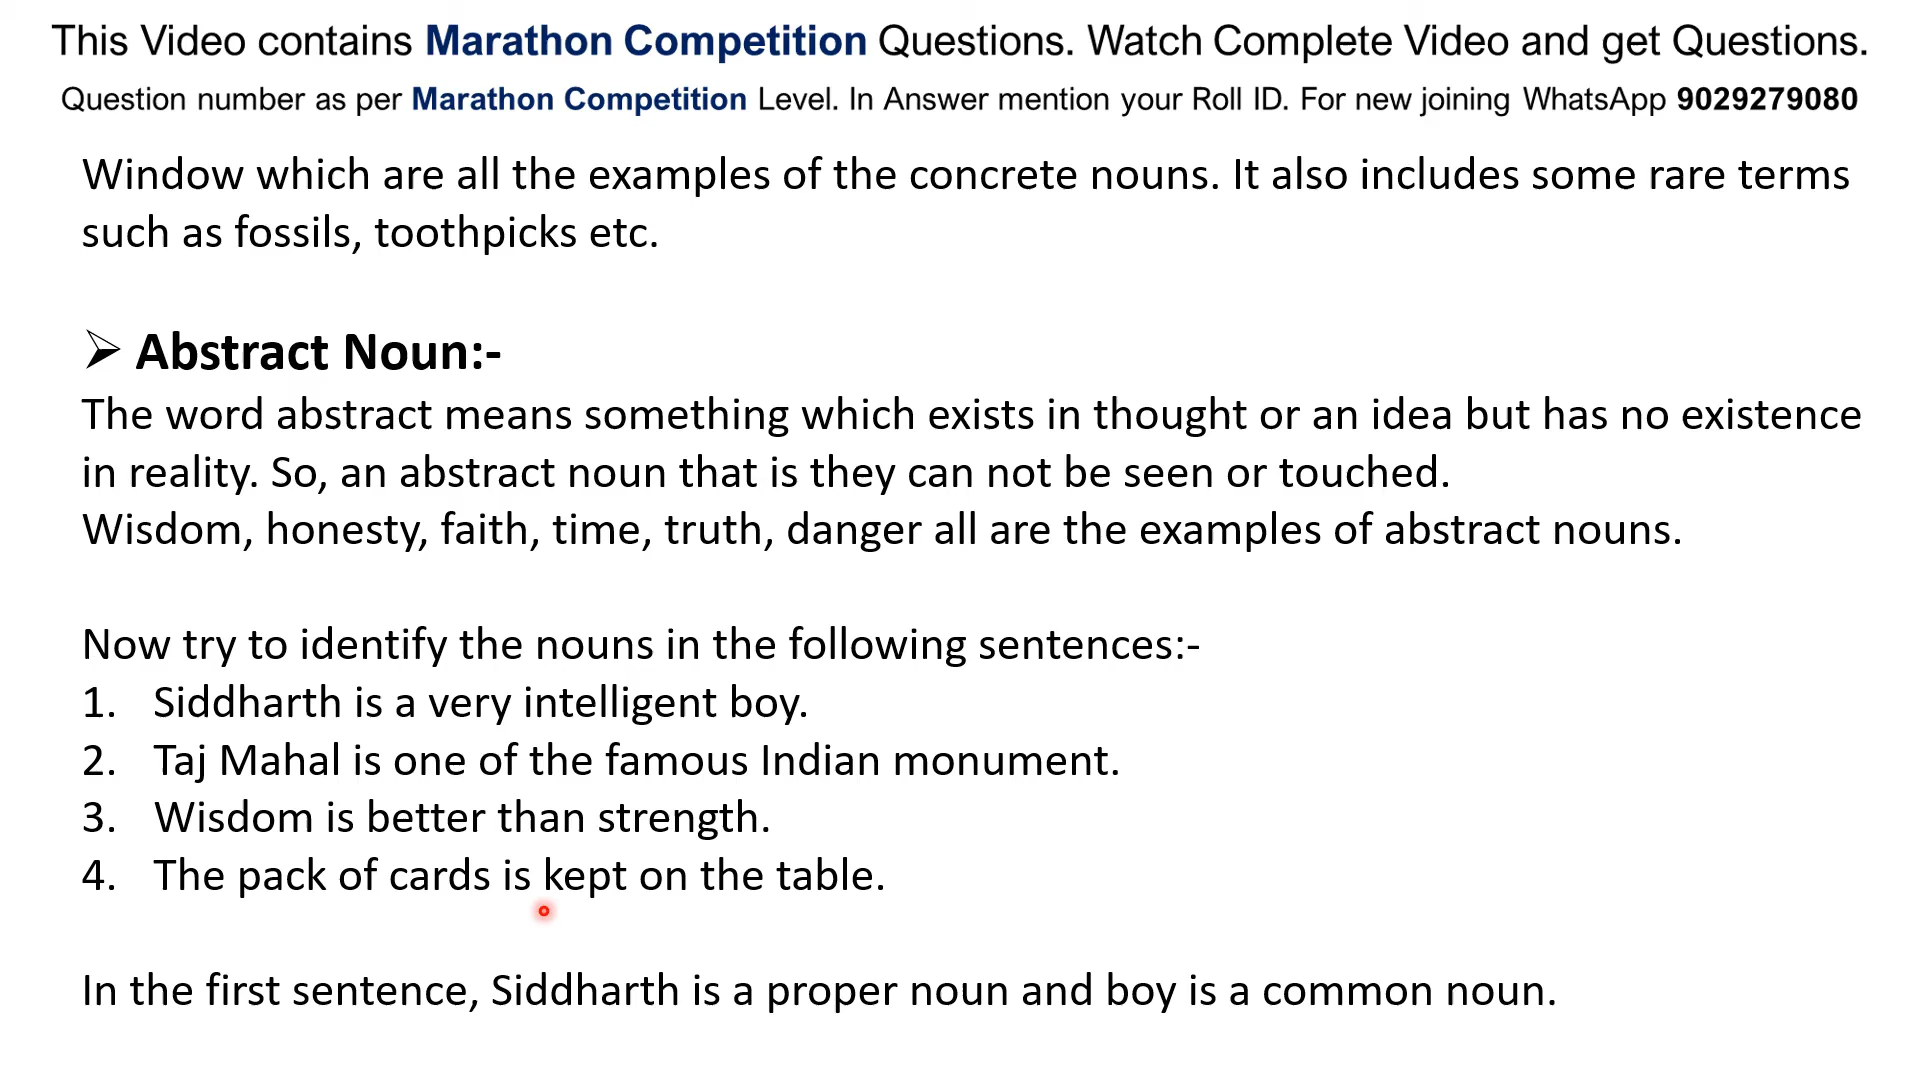 This Video contains Marathon Competition Questions. Watch Complete Video and get Questions.
Question number as per Marathon Competition Level. In Answer mention your Roll ID. For new joining WhatsApp 9029279080
Window which are all the examples of the concrete nouns. It also includes some rare terms
such as fossils, toothpicks etc.
➢ Abstract Noun:-
The word abstract means something which exists in thought or an idea but has no existence
in reality. So, an abstract noun that is they can not be seen or touched.
Wisdom, honesty, faith, time, truth, danger all are the examples of abstract nouns.
Now try to identify the nouns in the following sentences:-
1. Siddharth is a very intelligent boy.
2. Taj Mahal is one of the famous Indian monument.
3. Wisdom is better than strength.
4. The pack of cards is kept on the table.
In the first sentence, Siddharth is a proper noun and boy is a common noun.